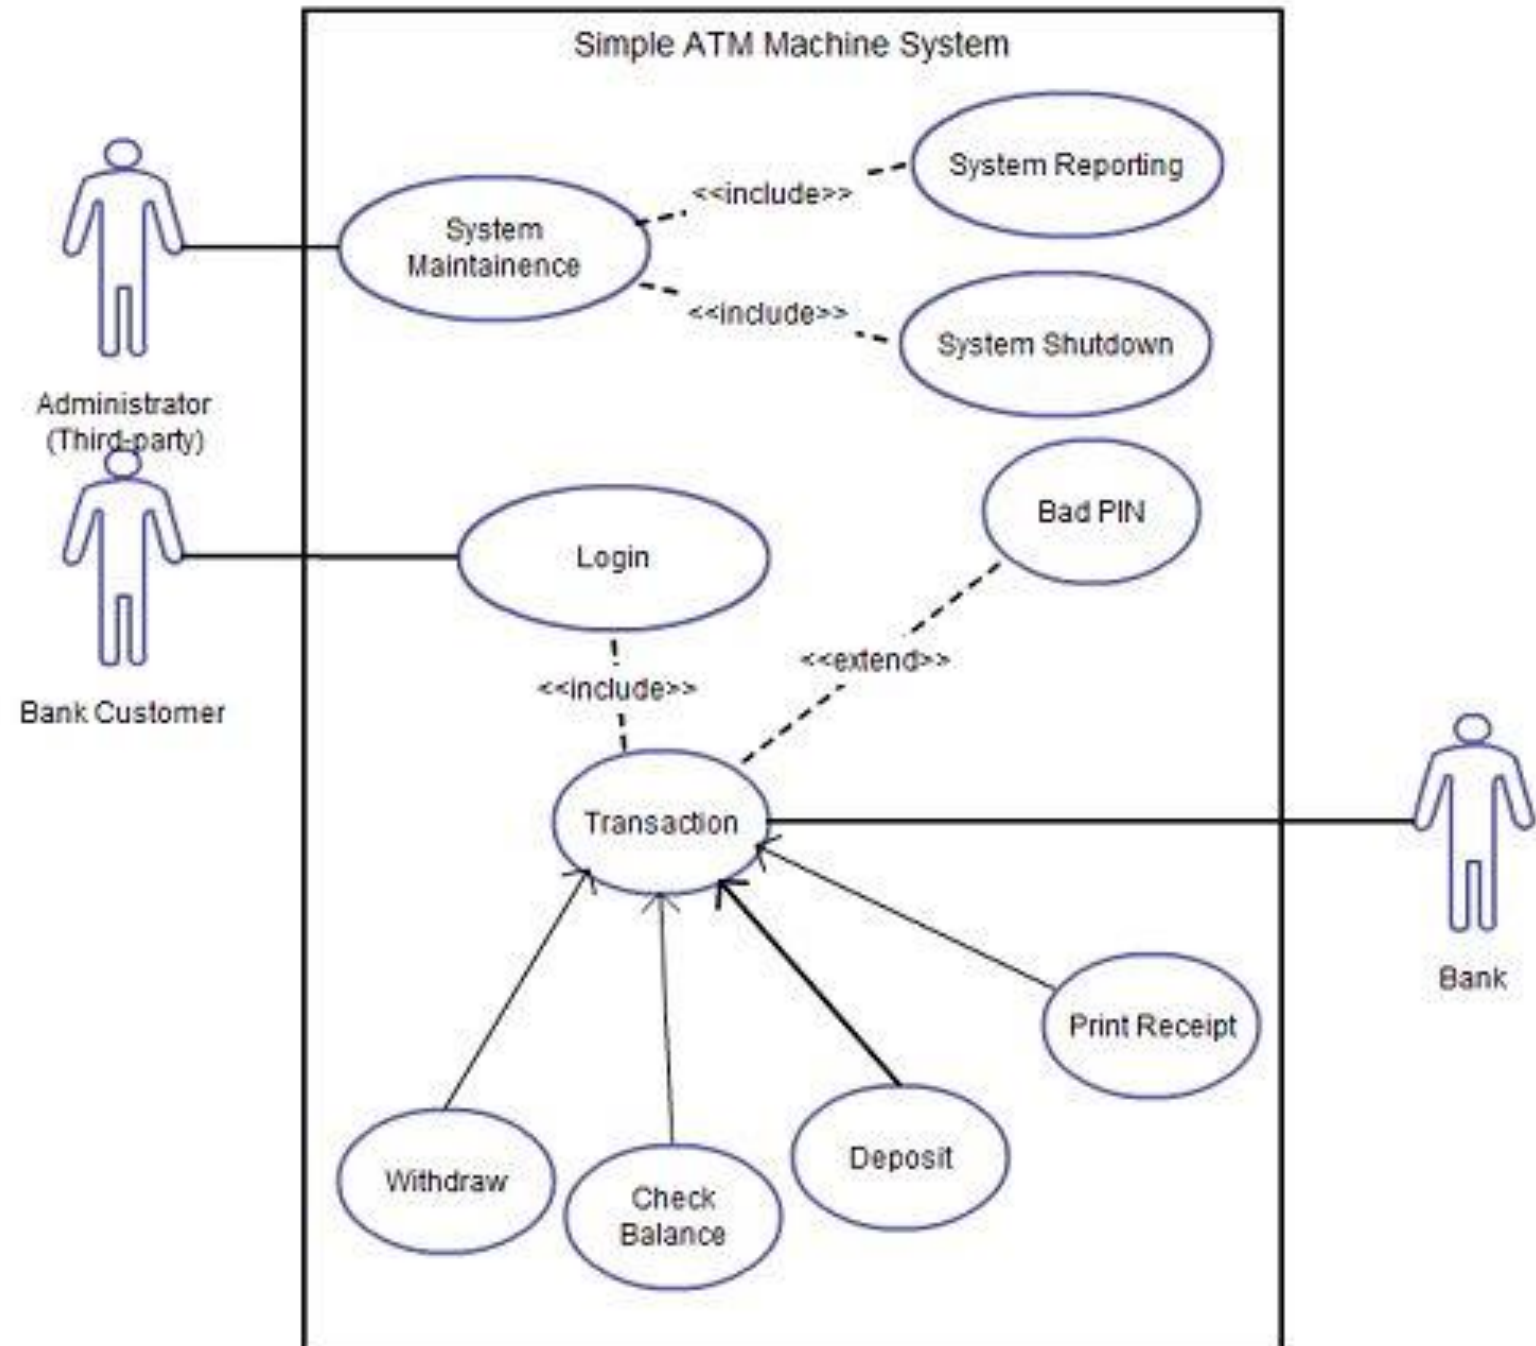 Simple ATM Machine System
System Reporting
<<include>>
System
Maintainence
<<include>>
System Shutdown
Administrator
(Third-party)
Bad PIN
Login
<<extend>>
<<include>>
Bank Customer
Transaction
Bank
Print Receipt
Deposit
Withdraw
Check
Balance